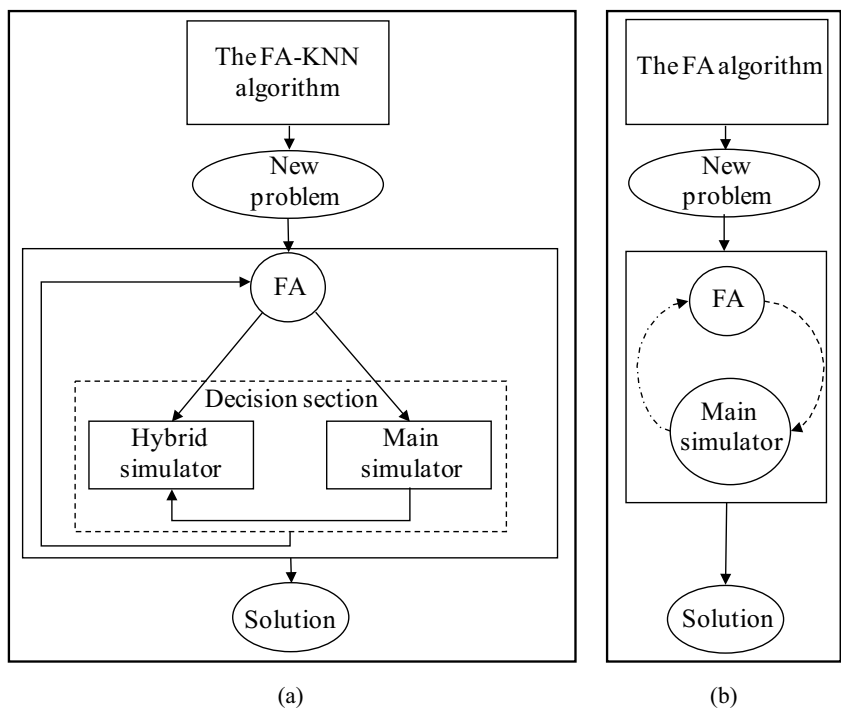 The FA-KNN
algorithm
New
problem
FA
Decision section
Hybrid
simulator
Main
simulator
Solution
(a)
The FA algorithm
New
problem
FA
Main
simulator
Solution
(b)